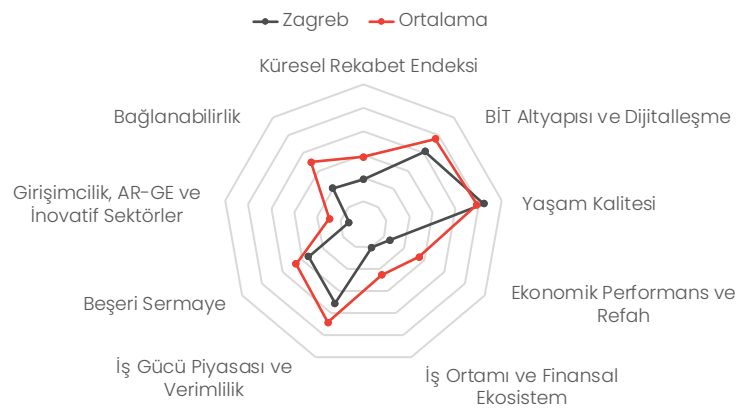 Zagreb
Ortalama
Küresel Rekabet Endeksi
Bağlanabilirlik
BİT Altyapısı ve Dijitalleşme
Girişimcilik, AR-GE ve
İnovatif Sektörler
Yaşam Kalitesi
Beşeri Sermaye
Ekonomik Performans ve
Refah
İş Gücü Piyasası ve
Verimlilik
İş Ortamı ve Finansal
Ekosistem